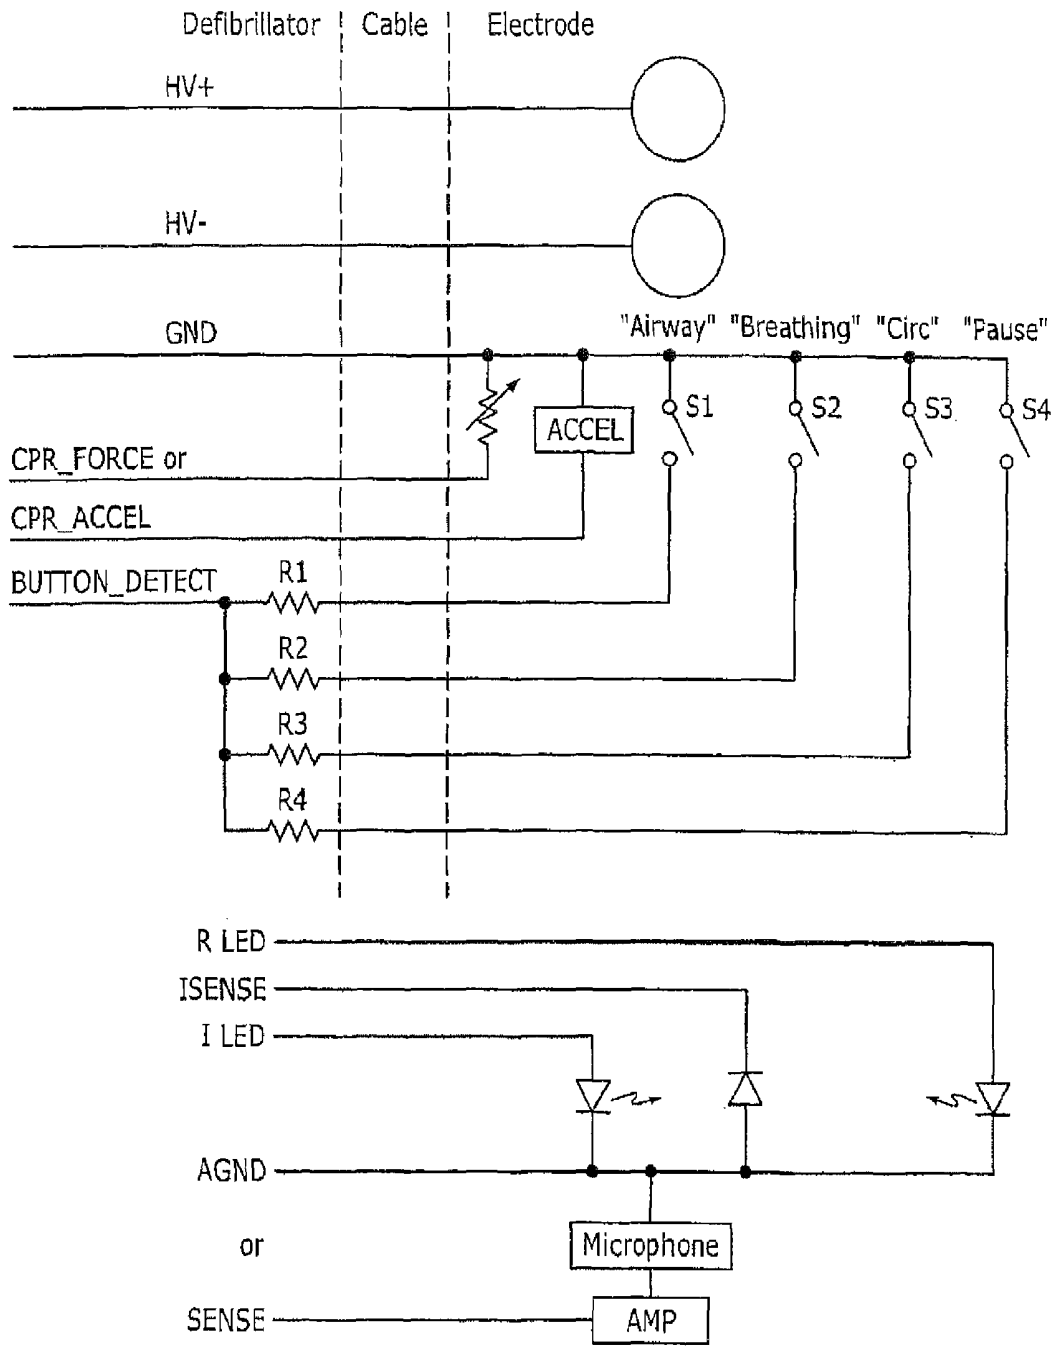 Defibrillator Cable Electrode
HV+
HV-
GND
"Airway" "Breathing" "Circ" "Pause"
S1 S2 S3 S4
ACCEL
CPR_FORCE or
CPR_ACCEL
BUTTON_DETECT
R1
R2
R3
R4
R LED
ISENSE
I LED
AGND
or
Microphone
SENSE
AMP